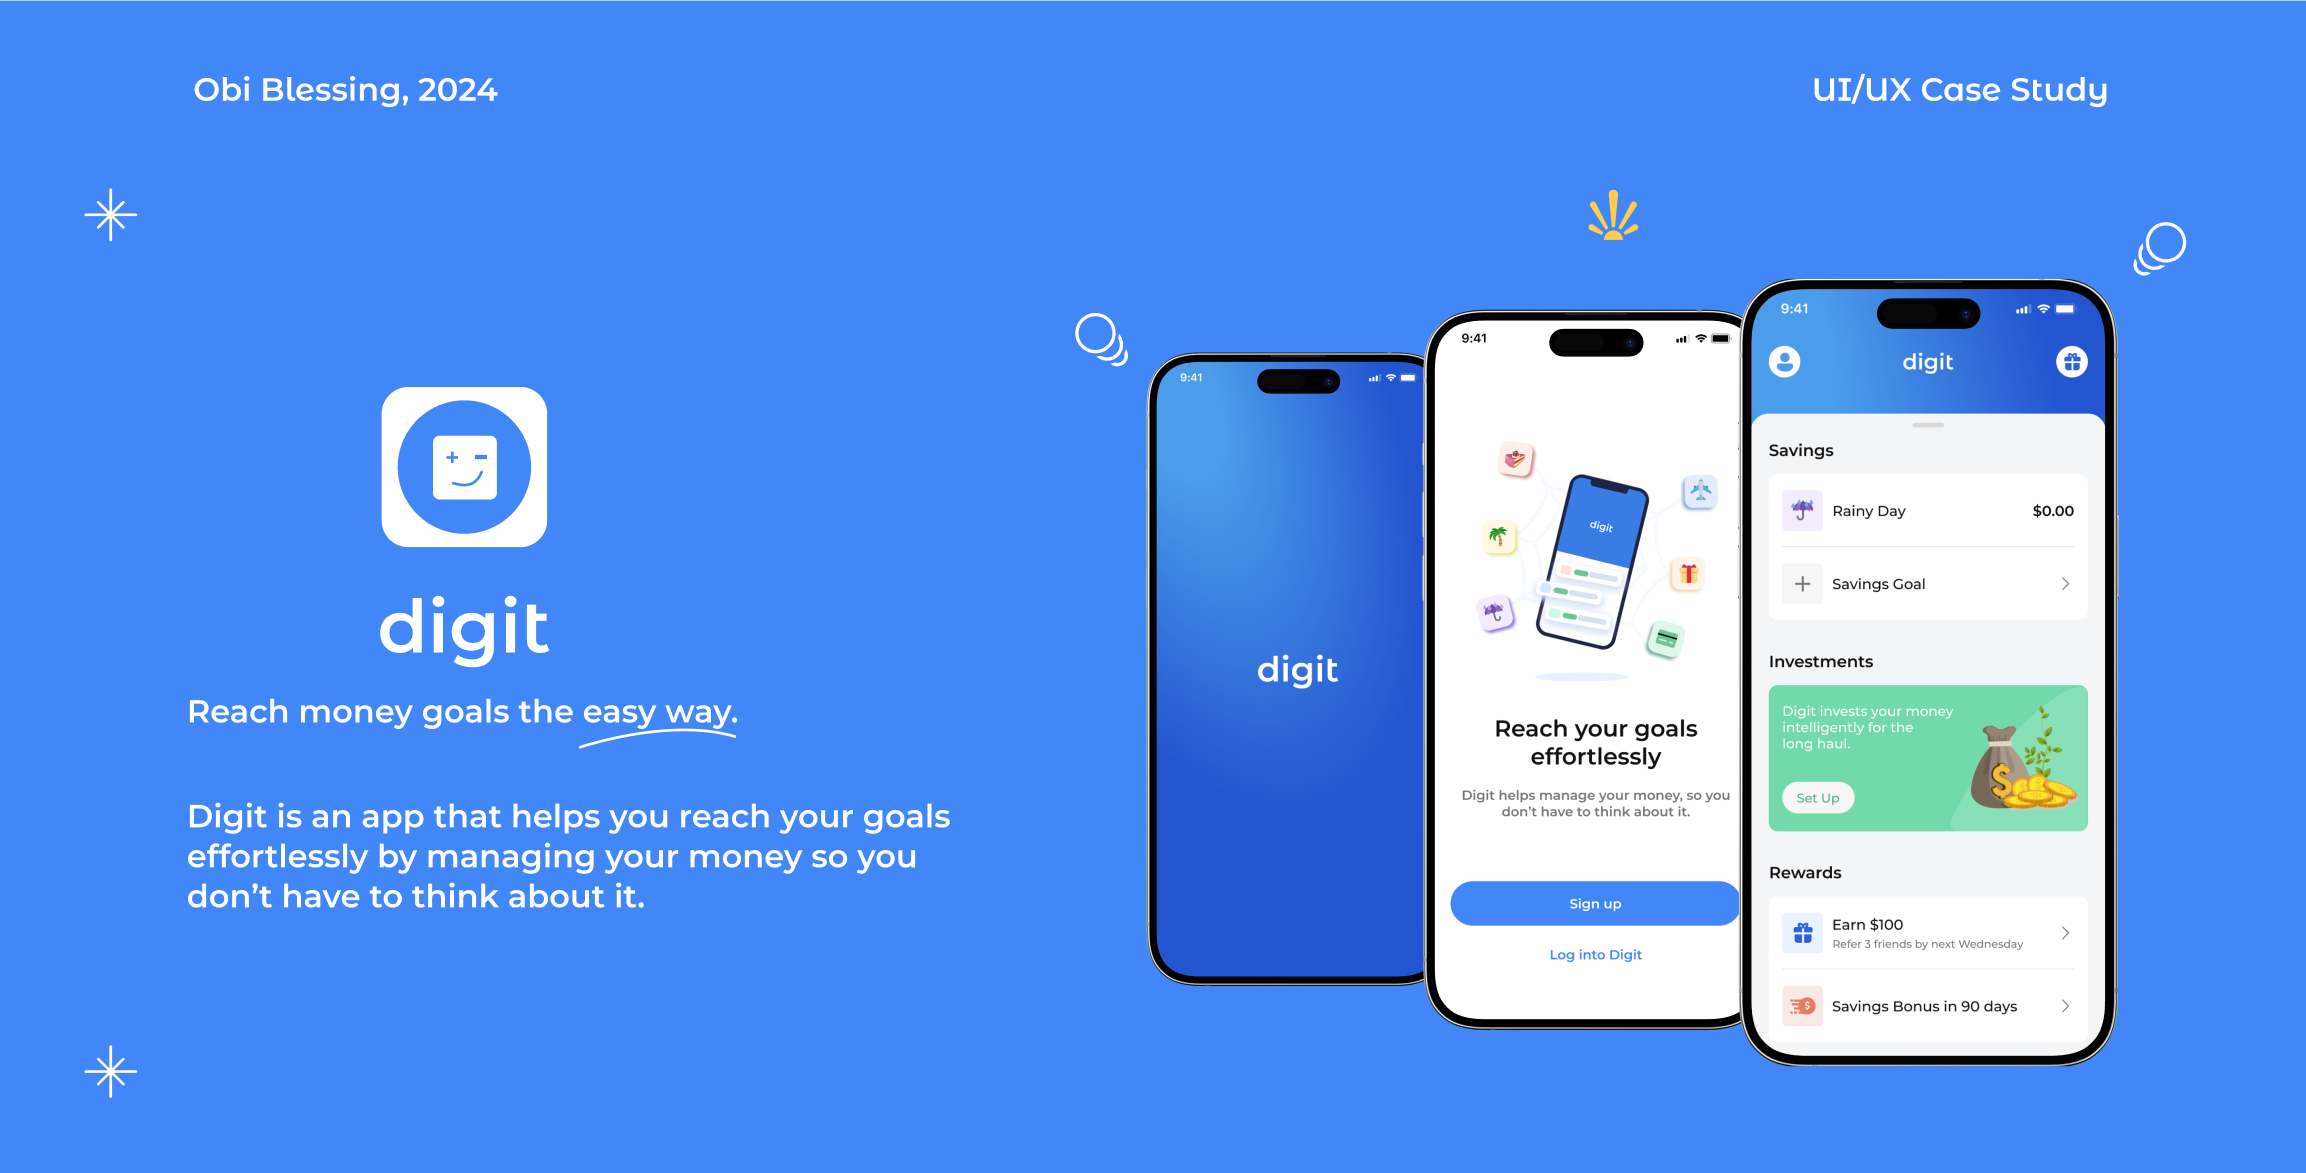 Obi Blessing, 2024
UI/UX Case Study
digit
Reach money goals the easy way.
Digit is an app that helps you reach your goals
effortlessly by managing your money so you
don't have to think about it.
9:41
digit
9:41
digit
Reach your goals
effortlessly
Digit helps manage your money, so you
don't have to think about it.
Sign up
Log into Digit
9:41
digit
Savings
Rainy Day $0.00
Savings Goal
Investments
Digit invests your money
intelligently for the
long haul.
Set Up
Rewards
Earn $100
Refer 3 friends by next Wednesday
Savings Bonus in 90 days